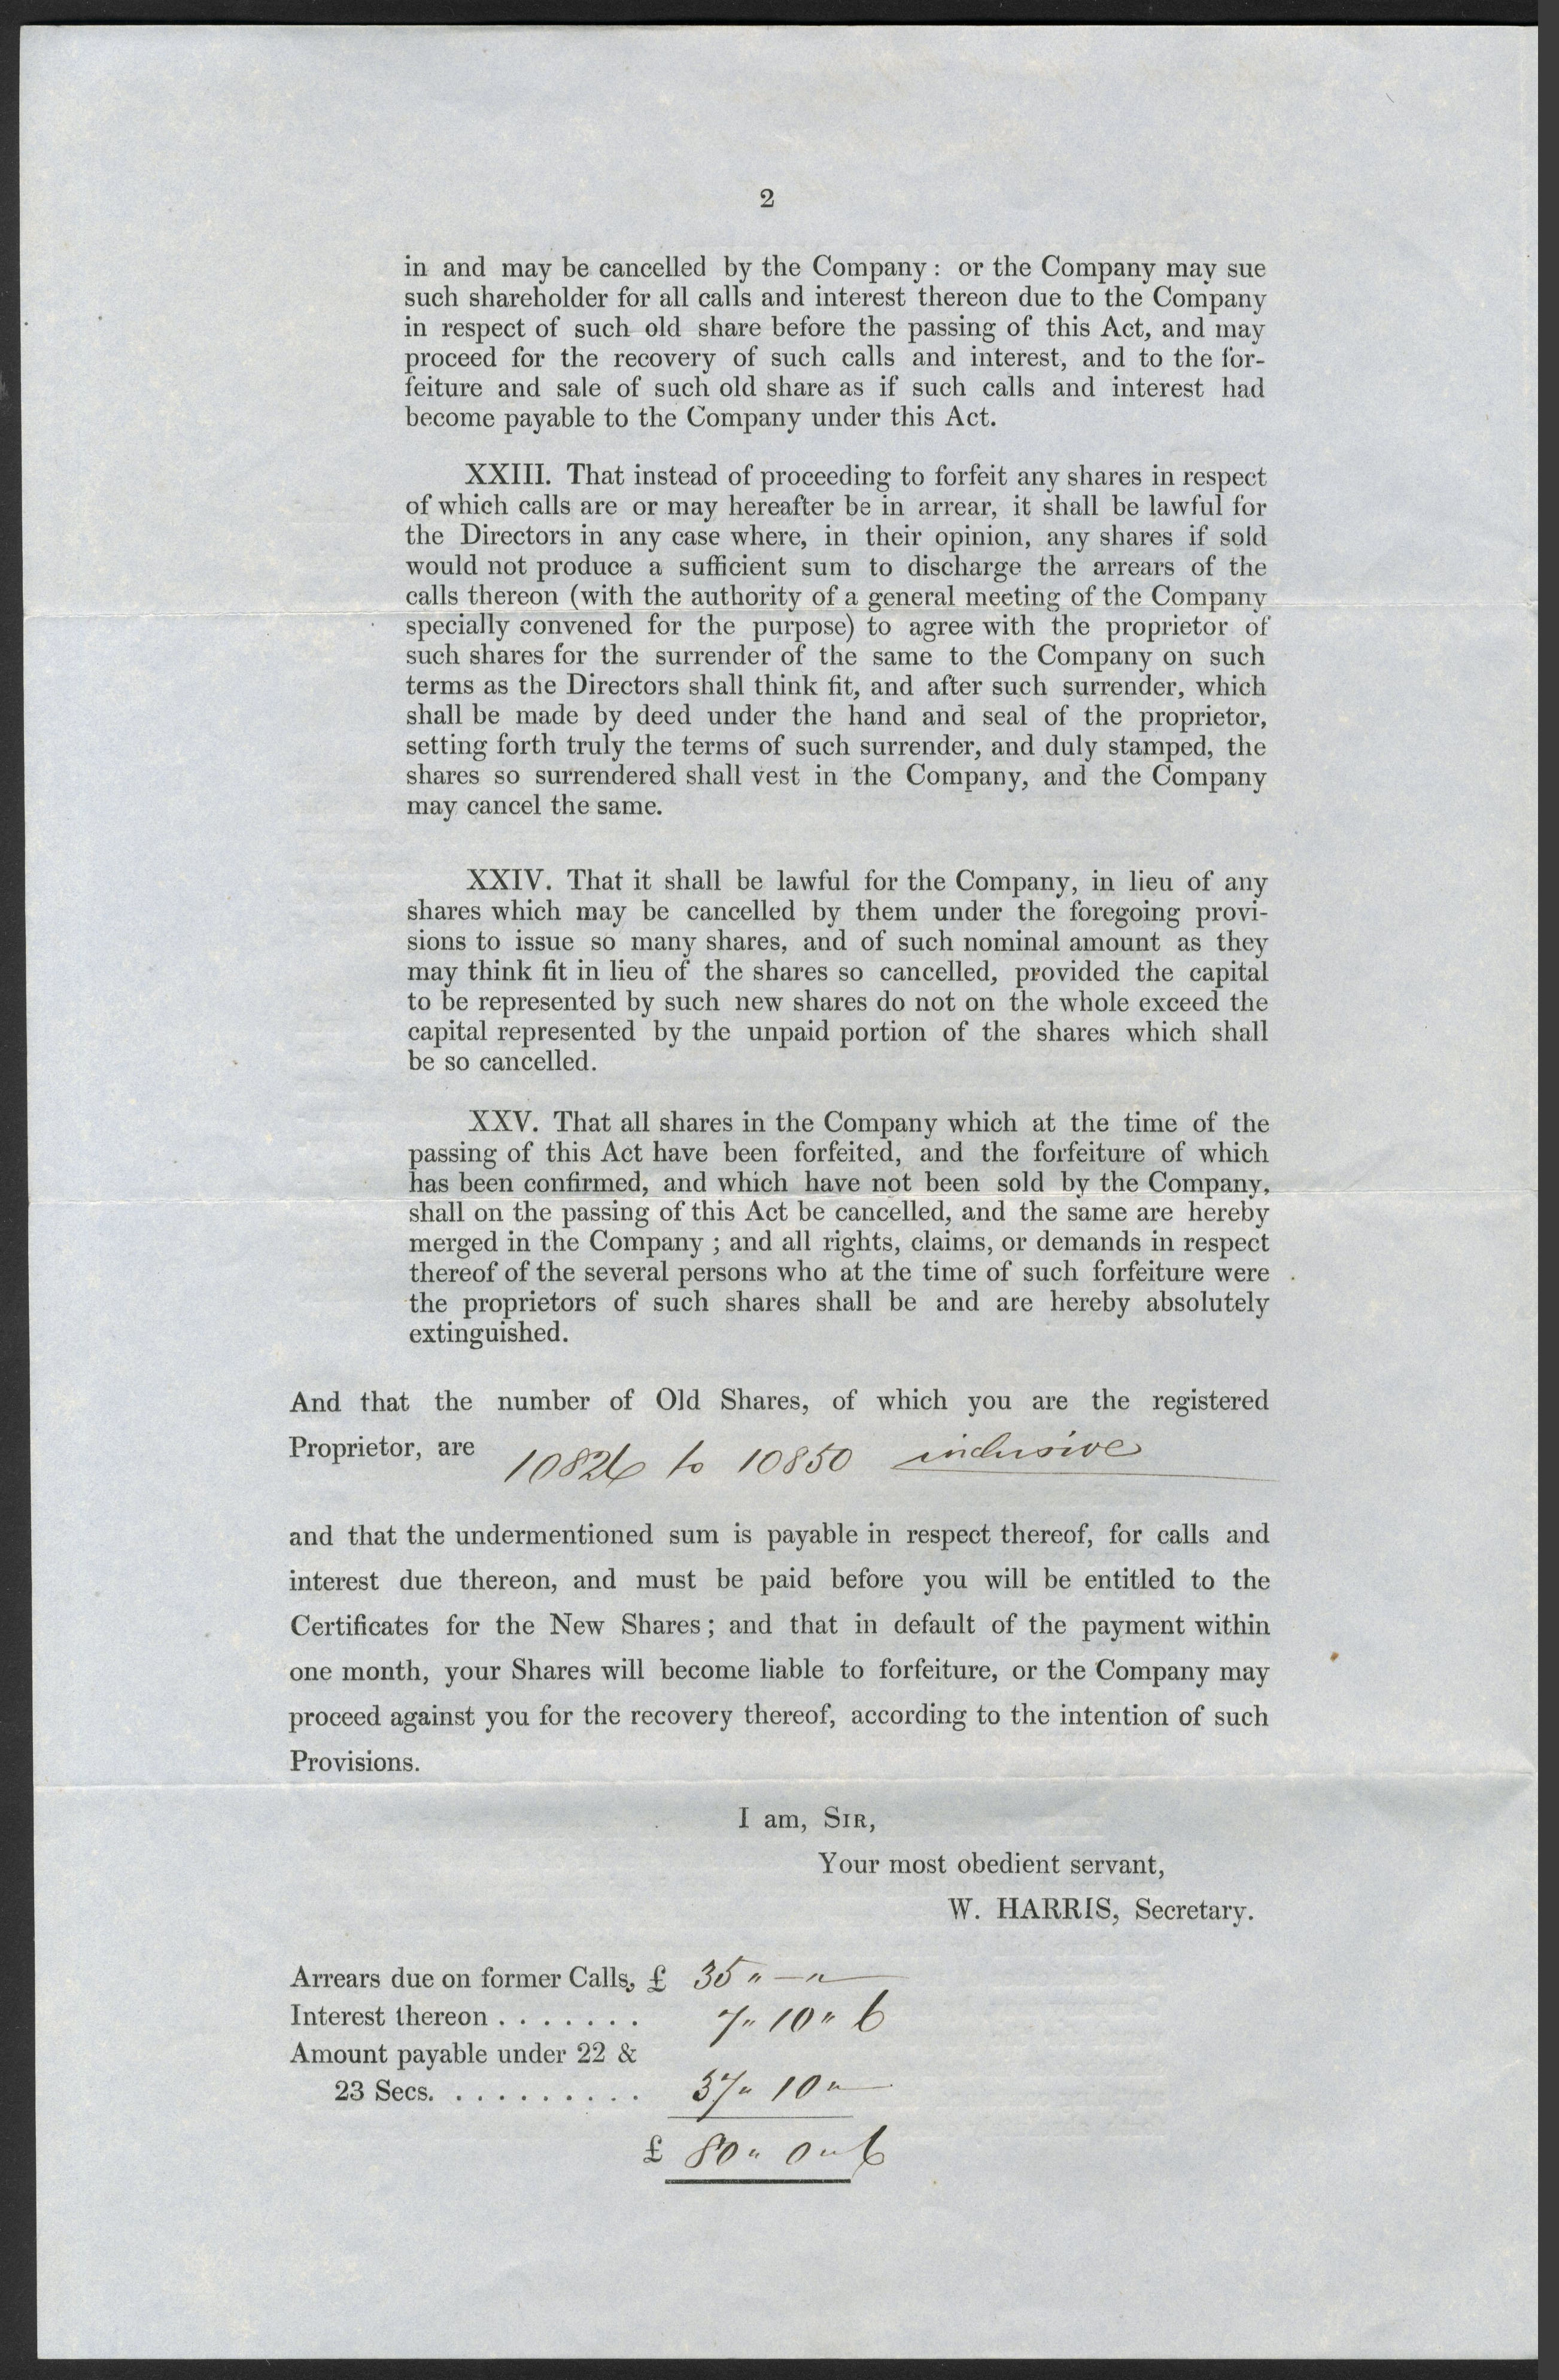 2
in and may be cancelled by the Company : or the Company may sue
such shareholder for all calls and interest thereon due to the Company
in respect of such old share before the passing of this Act, and may
proceed for the recovery of such calls and interest, and to the for-
feiture and sale of such old share as if such calls and interest had
become payable to the Company under this Act.
XXIII. That instead of proceeding to forfeit any shares in respect
of which calls are or may hereafter be in arrear, it shall be lawful for
the Directors in any case where, in their opinion, any shares if sold
would not produce a sufficient sum to discharge the arrears of the
calls thereon (with the authority of a general meeting of the Company
specially convened for the purpose) to agree with the proprietor of
such shares for the surrender of the same to the Company on such
terms as the Directors shall think fit, and after such surrender, which
shall be made by deed under the hand and seal of the proprietor,
setting forth truly the terms of such surrender, and duly stamped, the
shares so surrendered shall vest in the Company, and the Company
may cancel the same.
XXIV. That it shall be lawful for the Company, in lieu of any
shares which may be cancelled by them under the foregoing provi-
sions to issue so many shares, and of such nominal amount as they
may think fit in lieu of the shares so cancelled, provided the capital
to be represented by such new shares do not on the whole exceed the
capital represented by the unpaid portion of the shares which shall
be so cancelled.
XXV. That all shares in the Company which at the time of the
passing of this Act have been forfeited, and the forfeiture of which
has been confirmed, and which have not been sold by the Company,
shall on the passing of this Act be cancelled, and the same are hereby
merged in the Company ; and all rights, claims, or demands in respect
thereof of the several persons who at the time of such forfeiture were
the proprietors of such shares shall be and are hereby absolutely
extinguished.
And that the number of Old Shares, of which you are the registered
Proprietor, are 10826 to 10850 inclusive
and that the undermentioned sum is payable in respect thereof, for calls and
interest due thereon, and must be paid before you will be entitled to the
Certificates for the New Shares ; and that in default of the payment within
one month, your Shares will become liable to forfeiture, or the Company may
proceed against you for the recovery thereof, according to the intention of such
Provisions.
I am, SIR,
Your most obedient servant,
W. HARRIS, Secretary.
Arrears due on former Calls, £ 35 " — " —
Interest thereon . . . . . . . 7 " 10 " 6
Amount payable under 22 &
23 Secs. . . . . . . . . . . 37 " 10 " —
£ 80 " 0 " 6